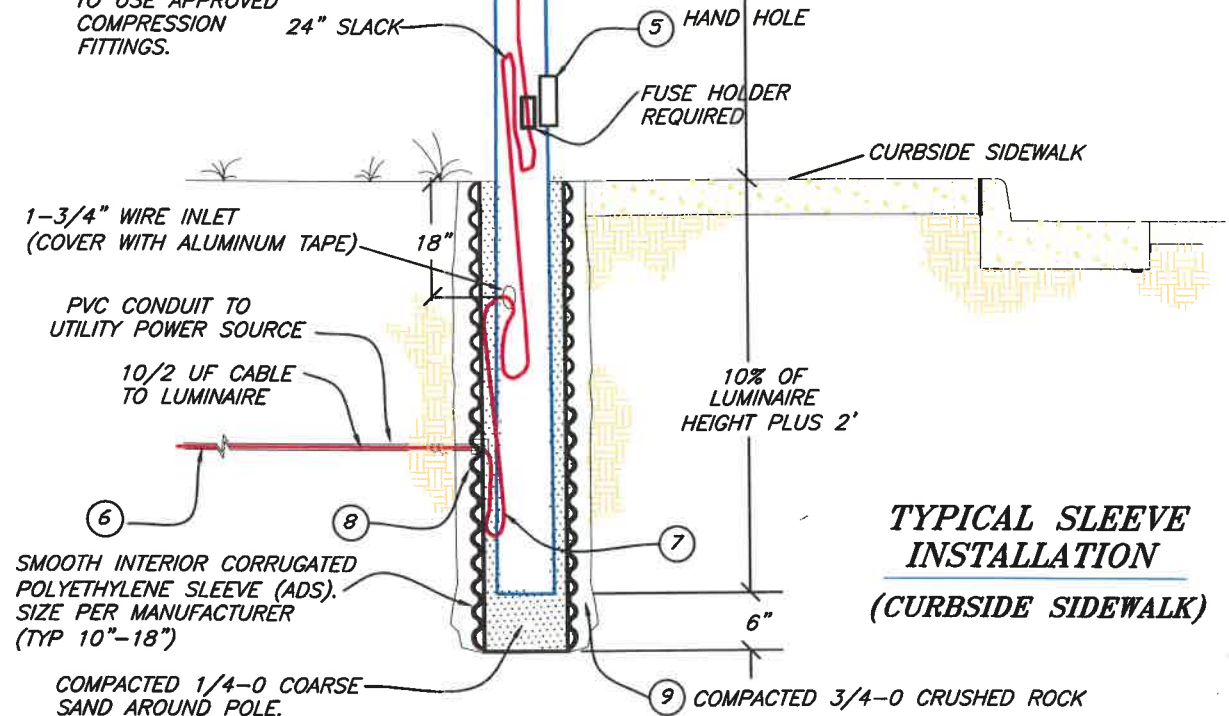 TO USE APPROVED
COMPRESSION
FITTINGS.
24" SLACK
5 HAND HOLE
FUSE HOLDER
REQUIRED
CURBSIDE SIDEWALK
1-3/4" WIRE INLET
(COVER WITH ALUMINUM TAPE)
18"
PVC CONDUIT TO
UTILITY POWER SOURCE
10/2 UF CABLE
TO LUMINAIRE
10% OF
LUMINAIRE
HEIGHT PLUS 2'
6
8
7
SMOOTH INTERIOR CORRUGATED
POLYETHYLENE SLEEVE (ADS).
SIZE PER MANUFACTURER
(TYP 10"-18")
TYPICAL SLEEVE
INSTALLATION
(CURBSIDE SIDEWALK)
6"
COMPACTED 1/4-0 COARSE
SAND AROUND POLE.
9 COMPACTED 3/4-0 CRUSHED ROCK